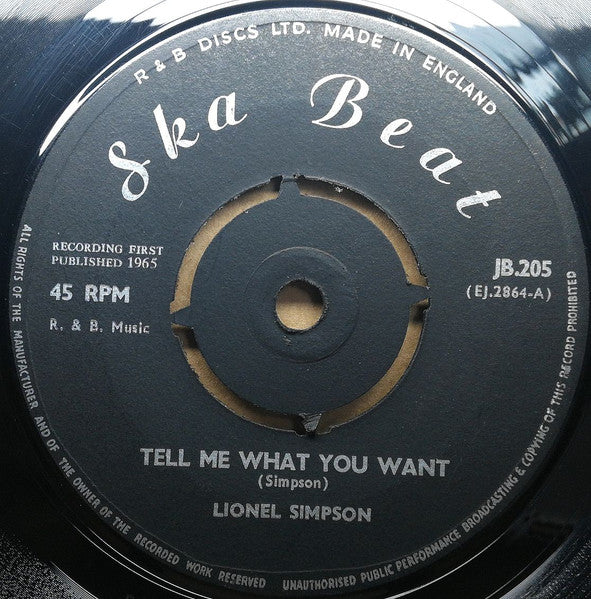 R & B DISCS LTD. MADE IN ENGLAND
Ska Beat
RECORDING FIRST
PUBLISHED 1965
45 RPM
R. & B. Music
JB.205
(EJ.2864-A)
TELL ME WHAT YOU WANT
(Simpson)
LIONEL SIMPSON
ALL RIGHTS OF THE MANUFACTURER AND OF THE OWNER OF THE RECORDED WORK RESERVED UNAUTHORISED PUBLIC PERFORMANCE BROADCASTING & COPYING OF THIS RECORD PROHIBITED